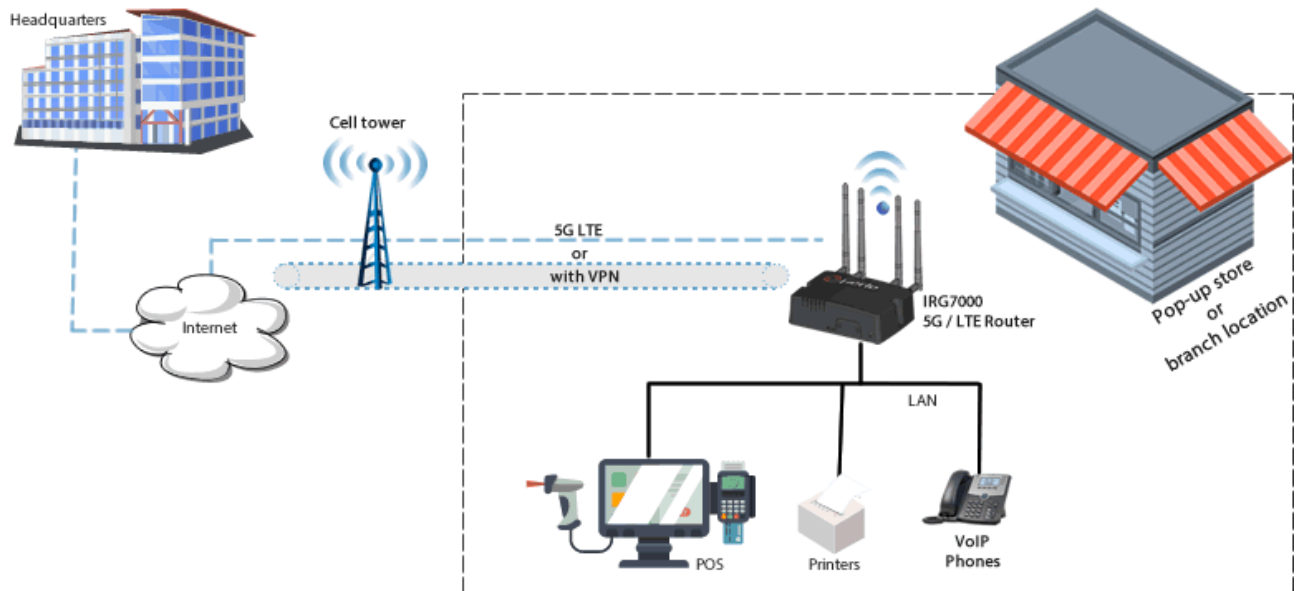 Headquarters
Cell tower
5G LTE
or
with VPN
Internet
perle
IRG7000
5G / LTE Router
Pop-up store
or
branch location
LAN
POS
Printers
VoIP
Phones